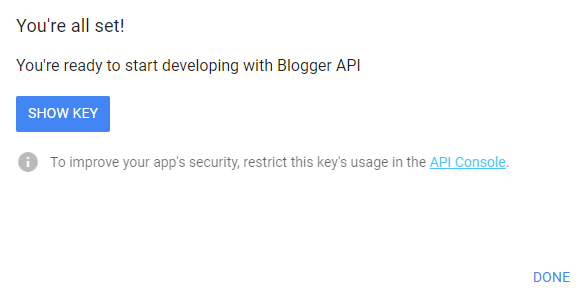 You're all set!
You're ready to start developing with Blogger API
SHOW KEY
To improve your app's security, restrict this key's usage in the API Console.
DONE